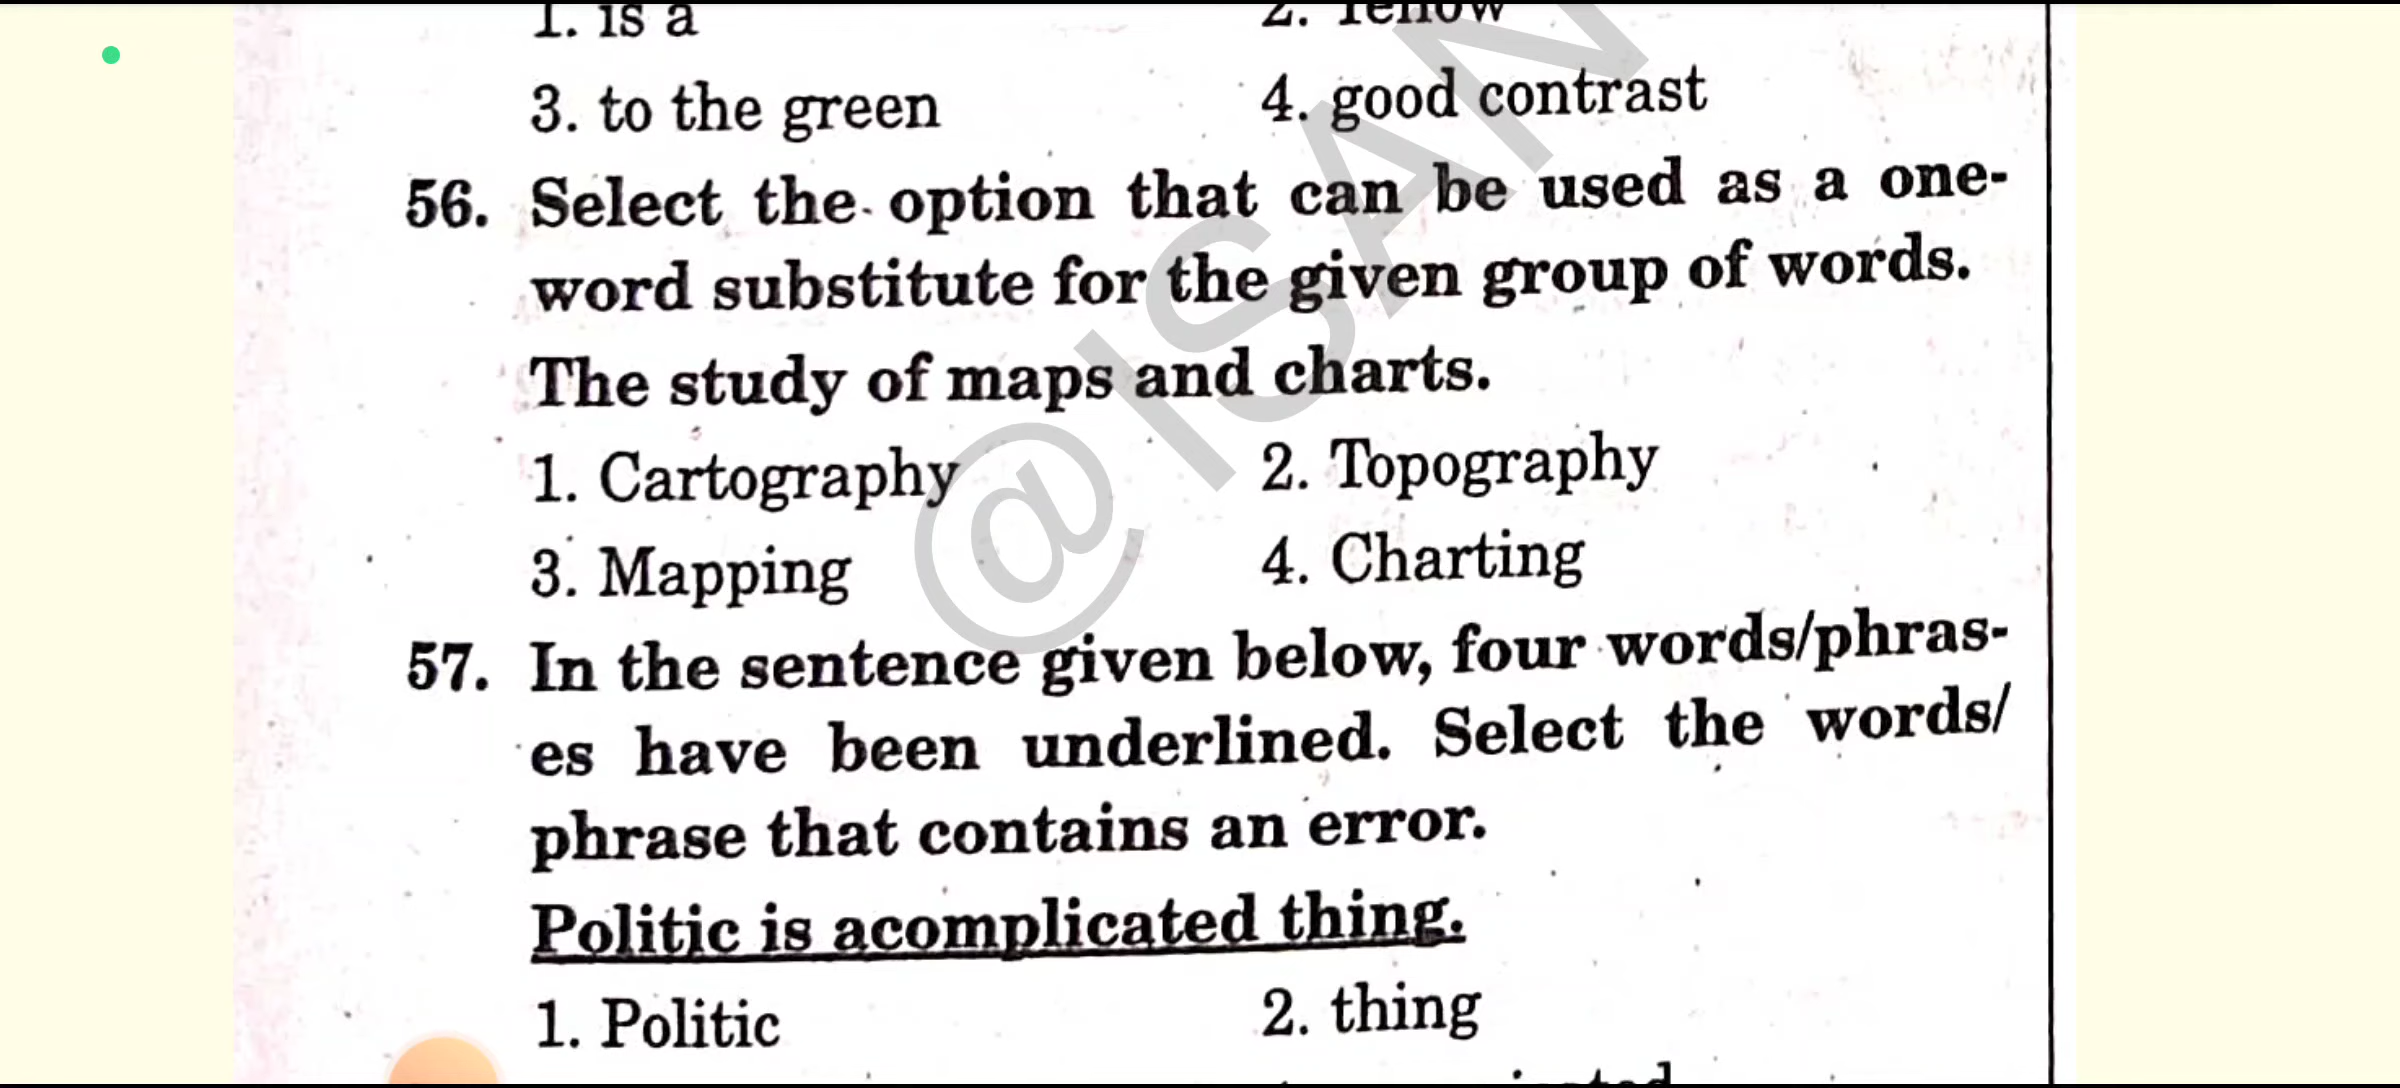 1. is a
3. to the green 4. good contrast
56. Select the option that can be used as a one-
word substitute for the given group of words.
The study of maps and charts.
1. Cartography 2. Topography
3. Mapping 4. Charting
57. In the sentence given below, four words/phras-
es have been underlined. Select the words/
phrase that contains an error.
Politic is acomplicated thing.
1. Politic 2. thing
@ISAN